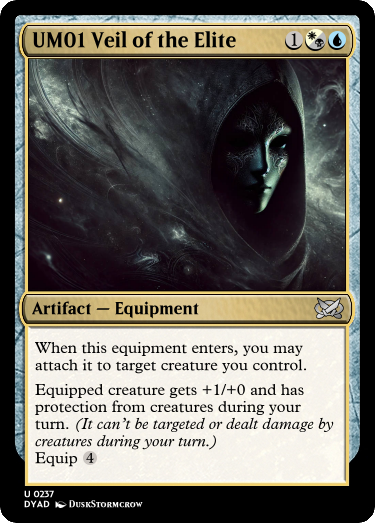 UM01 Veil of the Elite 1
Artifact — Equipment
When this equipment enters, you may
attach it to target creature you control.
Equipped creature gets +1/+0 and has
protection from creatures during your
turn. (It can't be targeted or dealt damage by
creatures during your turn.)
Equip 4
U 0237
DYAD DuskStormcrow